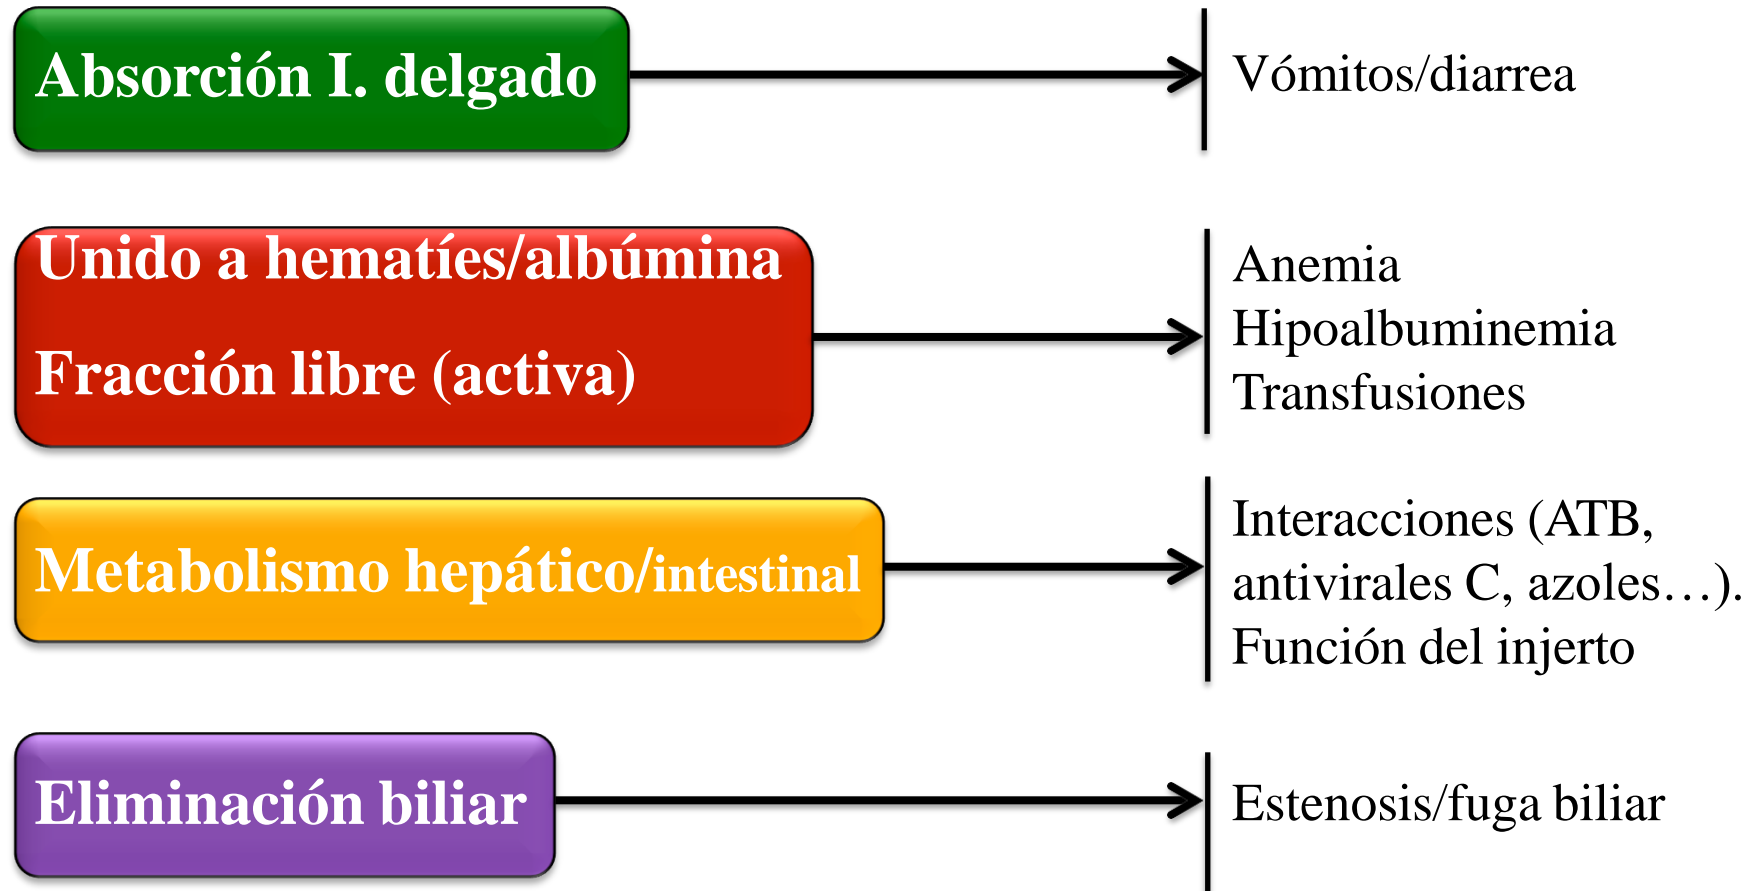 Absorción I. delgado
Vómitos/diarrea
Unido a hematíes/albúmina
Fracción libre (activa)
Anemia
Hipoalbuminemia
Transfusiones
Metabolismo hepático/intestinal
Interacciones (ATB,
antivirales C, azoles…).
Función del injerto
Eliminación biliar
Estenosis/fuga biliar